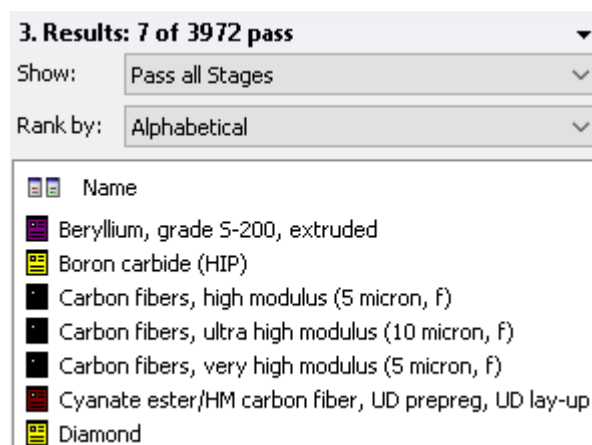 3. Results: 7 of 3972 pass
Show: Pass all Stages
Rank by: Alphabetical
Name
Beryllium, grade S-200, extruded
Boron carbide (HIP)
Carbon fibers, high modulus (5 micron, f)
Carbon fibers, ultra high modulus (10 micron, f)
Carbon fibers, very high modulus (5 micron, f)
Cyanate ester/HM carbon fiber, UD prepreg, UD lay-up
Diamond